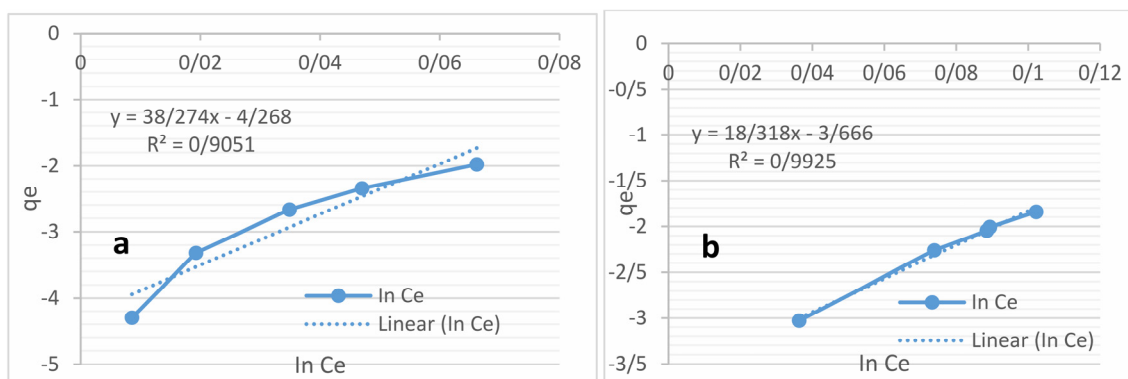 0
0 0/02 0/04 0/06 0/08
-1
y = 38/274x - 4/268
R² = 0/9051
-2
qe
-3
a
-4
In Ce
Linear (In Ce)
-5
In Ce
0
0 0/02 0/04 0/06 0/08 0/1 0/12
-0/5
-1
y = 18/318x - 3/666
R² = 0/9925
-1/5
qe
-2
b
-2/5
In Ce
-3
Linear (In Ce)
-3/5
In Ce